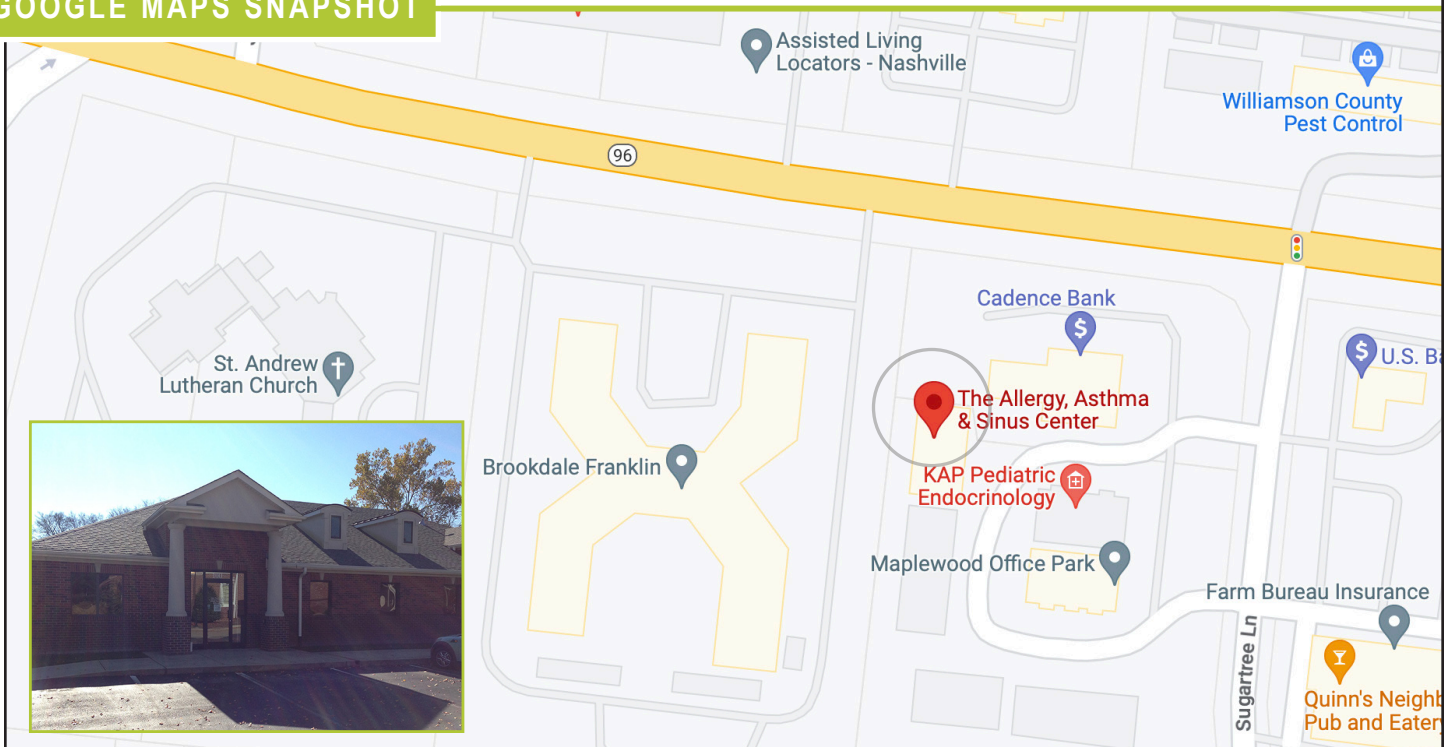 GOOGLE MAPS SNAPSHOT
Assisted Living
Locators - Nashville
Williamson County
Pest Control
96
Cadence Bank
St. Andrew
Lutheran Church
U.S. Ba
The Allergy, Asthma
& Sinus Center
Brookdale Franklin
KAP Pediatric
Endocrinology
Maplewood Office Park
Farm Bureau Insurance
Sugartree Ln
Quinn's Neighb
Pub and Eatery